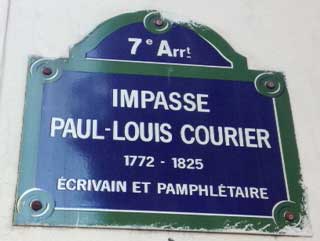 7e Arrt
IMPASSE
PAUL-LOUIS COURIER
1772 - 1825
ÉCRIVAIN ET PAMPHLÉTAIRE